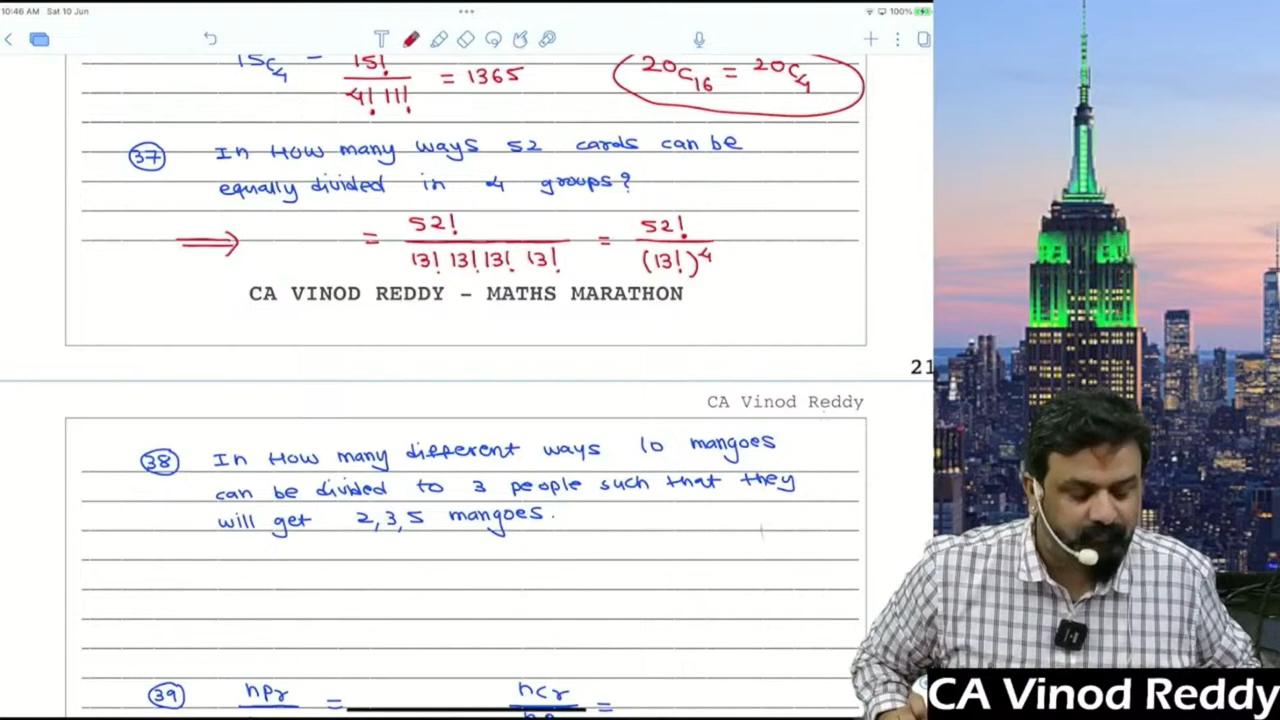 10:46 AM Sat 10 Jun
100%
15C4 = 15! / 4! 11! = 1365
20C16 = 20C4
37 In How many ways 52 cards can be
equally divided in 4 groups?
⟹ = 52! / 13! 13! 13! 13! = 52! / (13!)^4
CA VINOD REDDY - MATHS MARATHON
21
CA Vinod Reddy
38 In How many different ways 10 mangoes
can be divided to 3 people such that they
will get 2,3,5 mangoes.
39 nPr = nCr =
CA Vinod Reddy